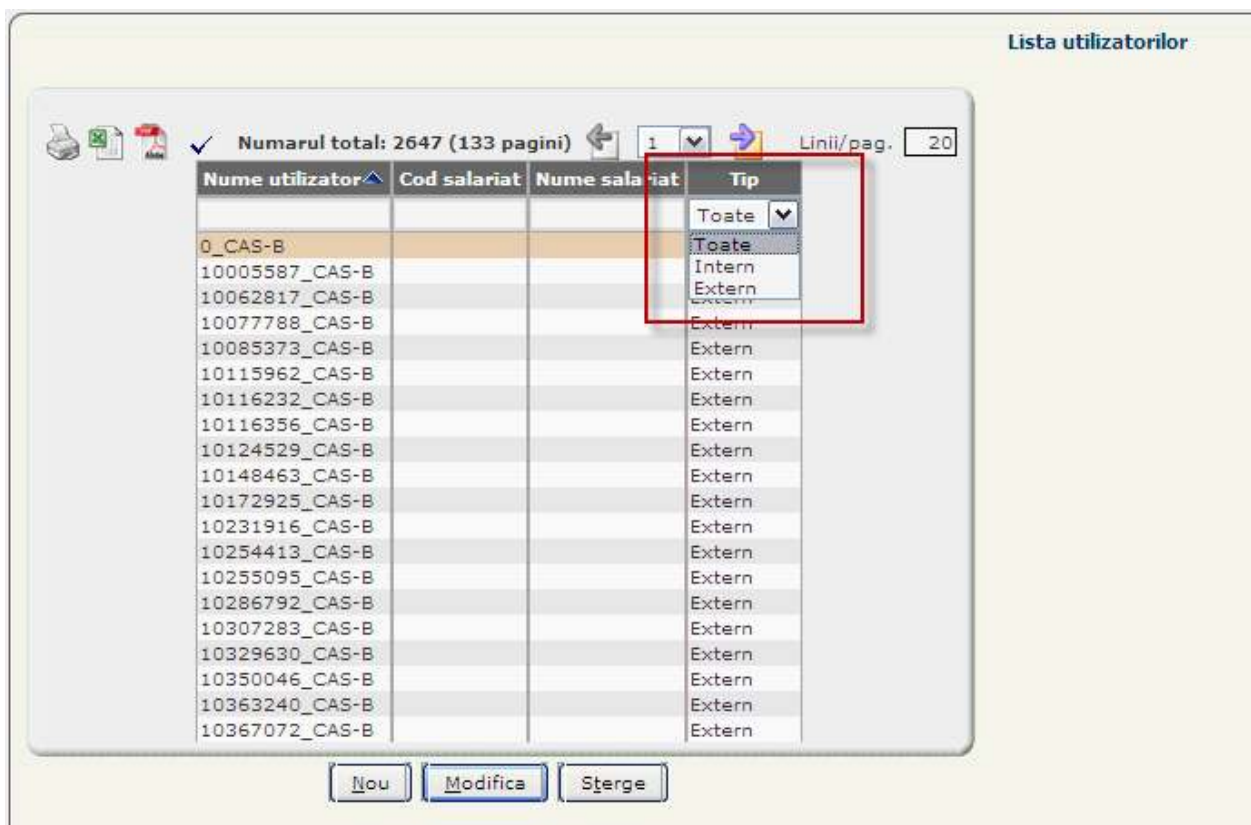 Lista utilizatorilor
Numarul total: 2647 (133 pagini) 1 Linii/pag. 20
Nume utilizator Cod salariat Nume salariat Tip
Toate
0_CAS-B Toate
10005587_CAS-B Intern
10062817_CAS-B Extern
10077788_CAS-B Extern
10085373_CAS-B Extern
10115962_CAS-B Extern
10116232_CAS-B Extern
10116356_CAS-B Extern
10124529_CAS-B Extern
10148463_CAS-B Extern
10172925_CAS-B Extern
10231916_CAS-B Extern
10254413_CAS-B Extern
10255095_CAS-B Extern
10286792_CAS-B Extern
10307283_CAS-B Extern
10329630_CAS-B Extern
10350046_CAS-B Extern
10363240_CAS-B Extern
10367072_CAS-B Extern
Nou Modifica Sterge